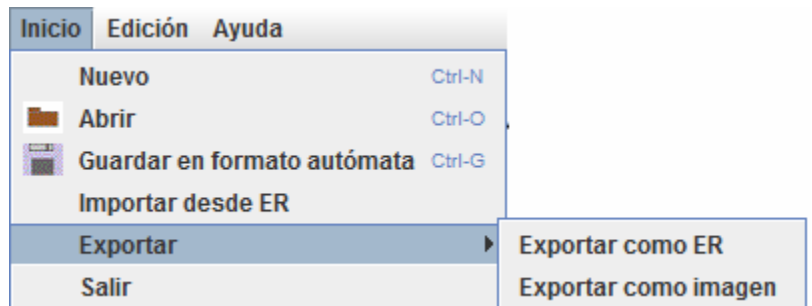 Inicio Edición Ayuda
Nuevo Ctrl-N
Abrir Ctrl-O
Guardar en formato autómata Ctrl-G
Importar desde ER
Exportar
Exportar como ER
Salir
Exportar como imagen